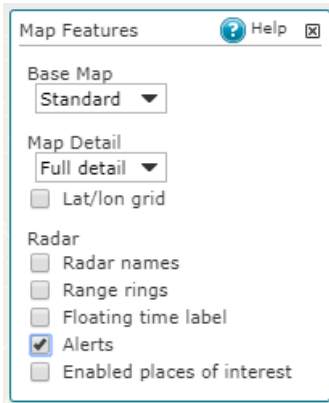 Map Features Help
Base Map
Standard
Map Detail
Full detail
Lat/lon grid
Radar
Radar names
Range rings
Floating time label
Alerts
Enabled places of interest